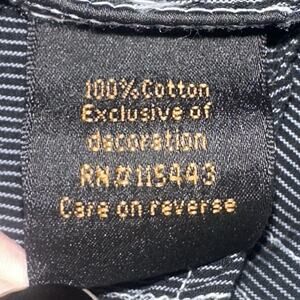 100% Cotton
Exclusive of
decoration
RN#115443
Care on reverse